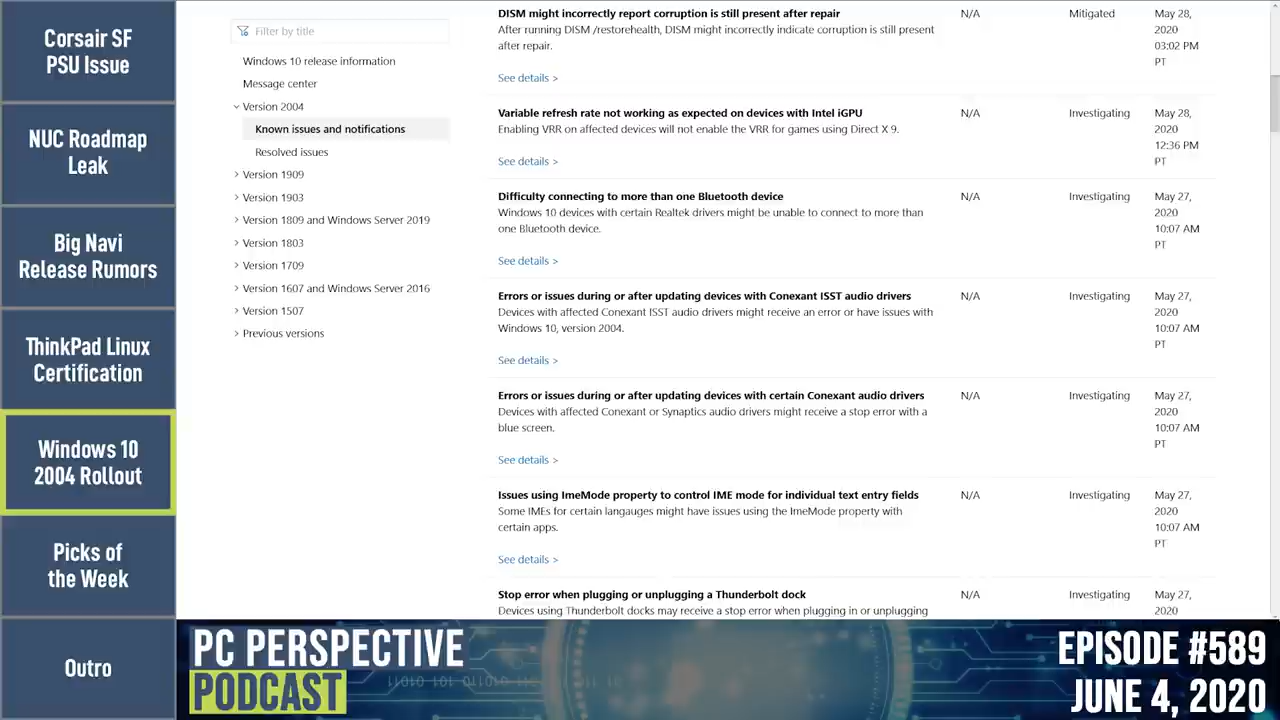 Corsair SF
PSU Issue
NUC Roadmap
Leak
Big Navi
Release Rumors
ThinkPad Linux
Certification
Windows 10
2004 Rollout
Picks of
the Week
Outro
Filter by title
Windows 10 release information
Message center
Version 2004
Known issues and notifications
Resolved issues
Version 1909
Version 1903
Version 1809 and Windows Server 2019
Version 1803
Version 1709
Version 1607 and Windows Server 2016
Version 1507
Previous versions
DISM might incorrectly report corruption is still present after repair
After running DISM /restorehealth, DISM might incorrectly indicate corruption is still present
after repair.
See details >
N/A
Mitigated
May 28,
2020
03:02 PM
PT
Variable refresh rate not working as expected on devices with Intel iGPU
Enabling VRR on affected devices will not enable the VRR for games using Direct X 9.
See details >
N/A
Investigating
May 28,
2020
12:36 PM
PT
Difficulty connecting to more than one Bluetooth device
Windows 10 devices with certain Realtek drivers might be unable to connect to more than
one Bluetooth device.
See details >
N/A
Investigating
May 27,
2020
10:07 AM
PT
Errors or issues during or after updating devices with Conexant ISST audio drivers
Devices with affected Conexant ISST audio drivers might receive an error or have issues with
Windows 10, version 2004.
See details >
N/A
Investigating
May 27,
2020
10:07 AM
PT
Errors or issues during or after updating devices with certain Conexant audio drivers
Devices with affected Conexant or Synaptics audio drivers might receive a stop error with a
blue screen.
See details >
N/A
Investigating
May 27,
2020
10:07 AM
PT
Issues using ImeMode property to control IME mode for individual text entry fields
Some IMEs for certain langauges might have issues using the ImeMode property with
certain apps.
See details >
N/A
Investigating
May 27,
2020
10:07 AM
PT
Stop error when plugging or unplugging a Thunderbolt dock
Devices using Thunderbolt docks may receive a stop error when plugging in or unplugging
N/A
Investigating
May 27,
2020
PC PERSPECTIVE
PODCAST
EPISODE #589
JUNE 4, 2020